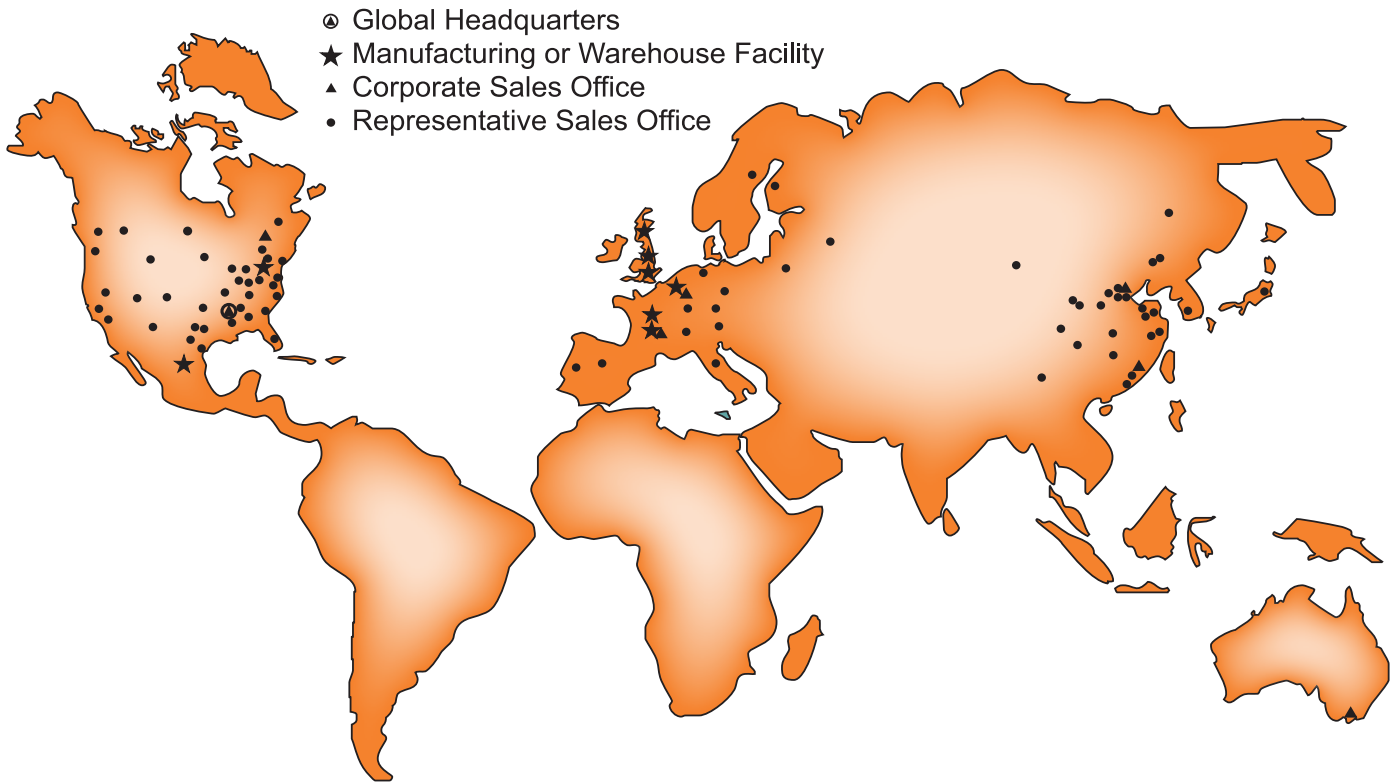 Global Headquarters
Manufacturing or Warehouse Facility
Corporate Sales Office
Representative Sales Office